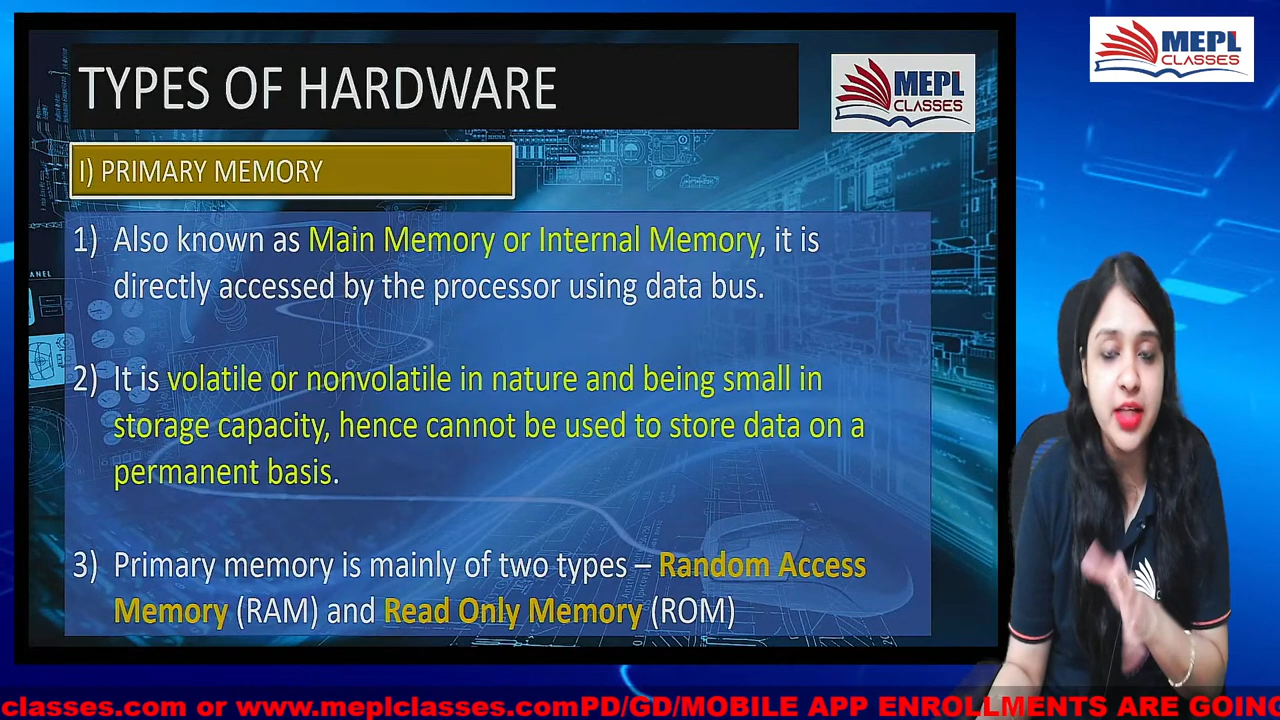 TYPES OF HARDWARE
MEPL
CLASSES
MEPL
CLASSES
I) PRIMARY MEMORY
1) Also known as Main Memory or Internal Memory, it is
directly accessed by the processor using data bus.
2) It is volatile or nonvolatile in nature and being small in
storage capacity, hence cannot be used to store data on a
permanent basis.
3) Primary memory is mainly of two types – Random Access
Memory (RAM) and Read Only Memory (ROM)
classes.com or www.meplclasses.comPD/GD/MOBILE APP ENROLLMENTS ARE GOING